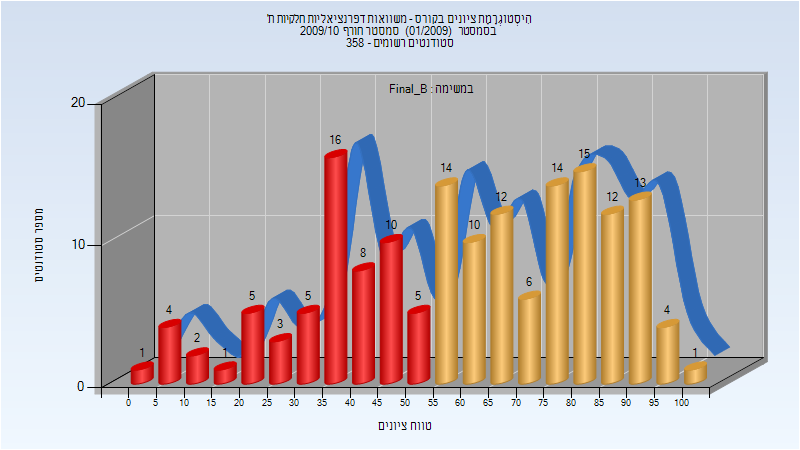 הִיסְטוֹגְרָמַת ציונים בקורס - משוואות דפרנציאליות חלקיות ת'
בסמסטר (01/2009) סמסטר חורף 2009/10
סטודנטים רשומים - 358
במשימה : Final_B
מספר סטודנטים
20
10
0
1 4 2 1 5 3 5 16 8 10 5 14 10 12 6 14 15 12 13 4 1
0 5 10 15 20 25 30 35 40 45 50 55 60 65 70 75 80 85 90 95 100
טווח ציונים